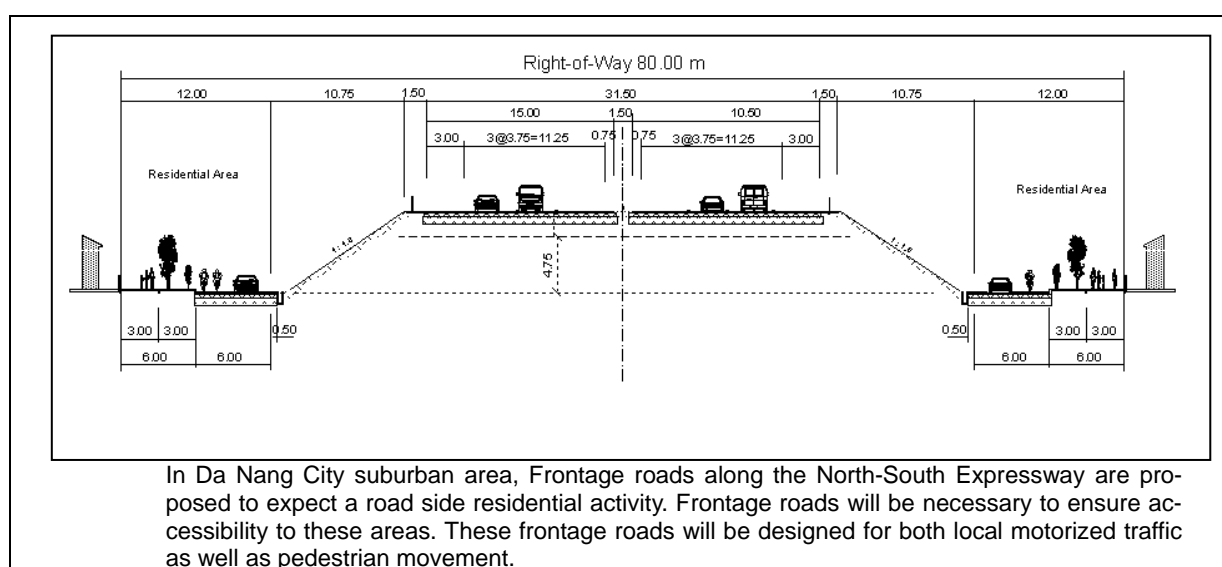 Right-of-Way 80.00 m
12.00 10.75 1.50 31.50 1.50 10.75 12.00
15.00 1.50 10.50
3.00 3@3.75=11.25 0.75 0.75 3@3.75=11.25 3.00
Residential Area Residential Area
4.75
3.00 3.00 0.50 0.50 3.00 3.00
6.00 6.00 6.00 6.00
In Da Nang City suburban area, Frontage roads along the North-South Expressway are pro-
posed to expect a road side residential activity. Frontage roads will be necessary to ensure ac-
cessibility to these areas. These frontage roads will be designed for both local motorized traffic
as well as pedestrian movement.